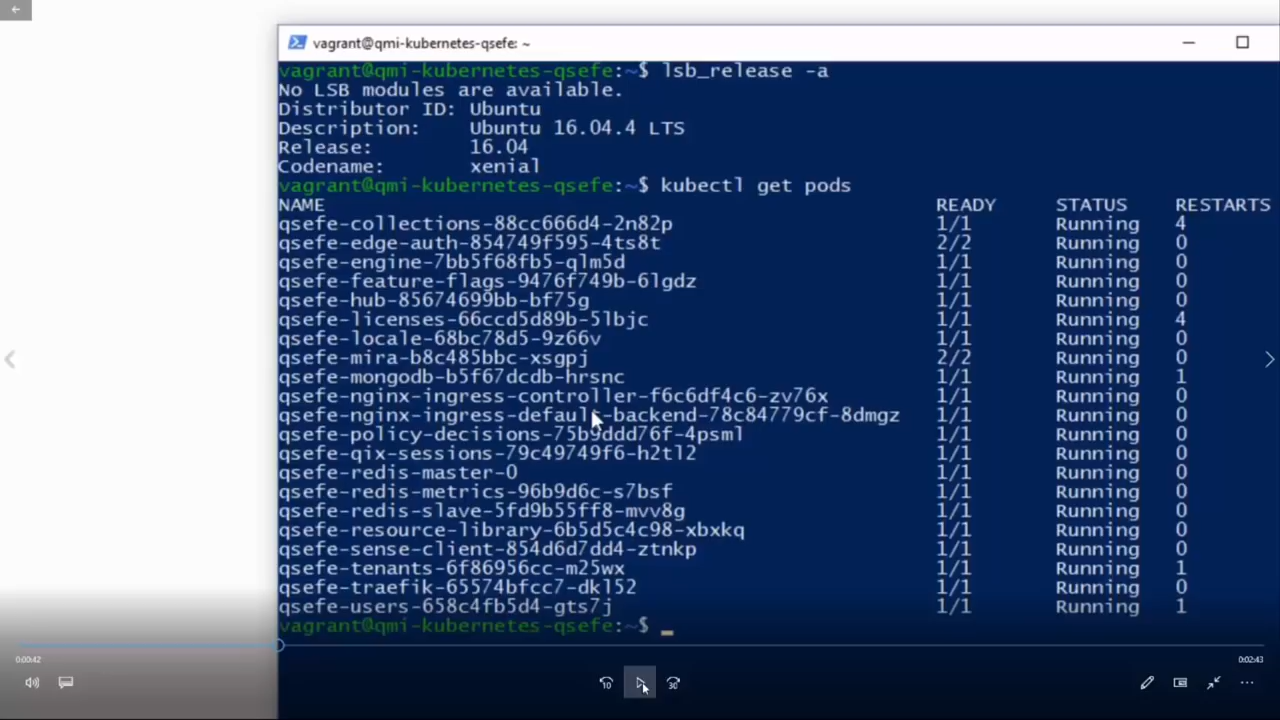 vagrant@qmi-kubernetes-qsefe: ~
vagrant@qmi-kubernetes-qsefe:~$ lsb_release -a
No LSB modules are available.
Distributor ID: Ubuntu
Description: Ubuntu 16.04.4 LTS
Release: 16.04
Codename: xenial
vagrant@qmi-kubernetes-qsefe:~$ kubectl get pods
NAME READY STATUS RESTARTS
qsefe-collections-88cc666d4-2n82p 1/1 Running 4
qsefe-edge-auth-854749f595-4ts8t 2/2 Running 0
qsefe-engine-7bb5f68fb5-qlm5d 1/1 Running 0
qsefe-feature-flags-9476f749b-6lgdz 1/1 Running 0
qsefe-hub-85674699bb-bf75g 1/1 Running 0
qsefe-licenses-66ccd5d89b-5lbjc 1/1 Running 4
qsefe-locale-68bc78d5-9z66v 1/1 Running 0
qsefe-mira-b8c485bbc-xsgpj 2/2 Running 0
qsefe-mongodb-b5f67dcdb-hrsnc 1/1 Running 1
qsefe-nginx-ingress-controller-f6c6df4c6-zv76x 1/1 Running 0
qsefe-nginx-ingress-default-backend-78c84779cf-8dmgz 1/1 Running 0
qsefe-policy-decisions-75b9ddd76f-4psml 1/1 Running 0
qsefe-qix-sessions-79c49749f6-h2tl2 1/1 Running 0
qsefe-redis-master-0 1/1 Running 0
qsefe-redis-metrics-96b9d6c-s7bsf 1/1 Running 0
qsefe-redis-slave-5fd9b55ff8-mvv8g 1/1 Running 0
qsefe-resource-library-6b5d5c4c98-xbxkq 1/1 Running 0
qsefe-sense-client-854d6d7dd4-ztnkp 1/1 Running 0
qsefe-tenants-6f86956cc-m25wx 1/1 Running 1
qsefe-traefik-65574bfcc7-dkl52 1/1 Running 0
qsefe-users-658c4fb5d4-gts7j 1/1 Running 1
vagrant@qmi-kubernetes-qsefe:~$ _
0:00:42 0:02:43
10 30